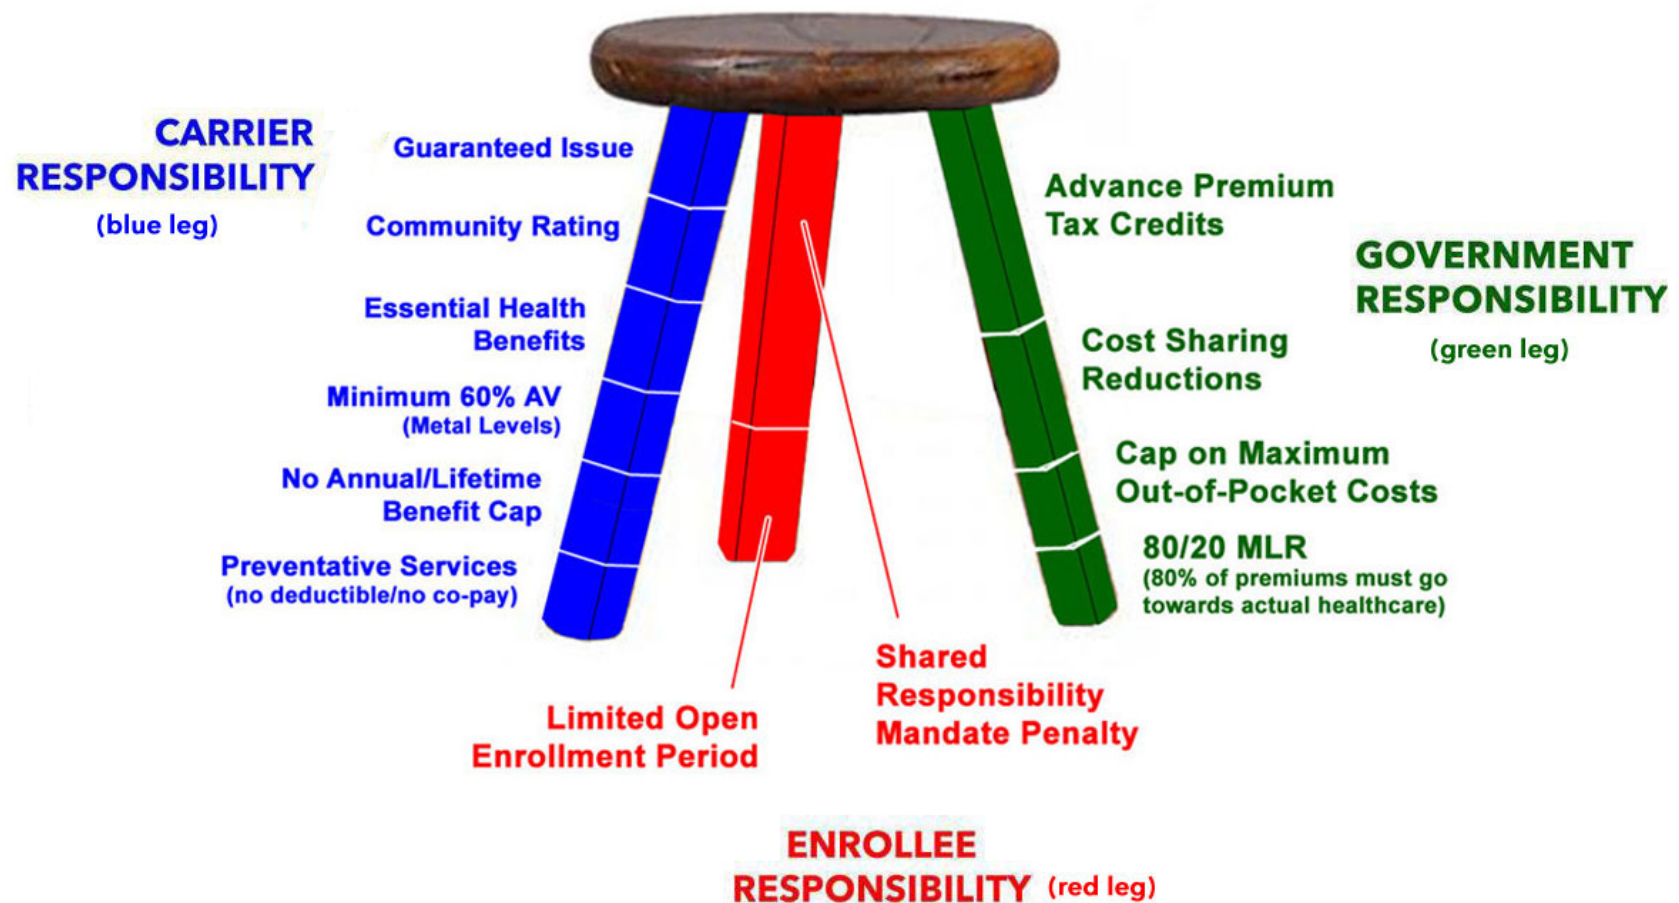 CARRIER
RESPONSIBILITY
(blue leg)
Guaranteed Issue
Community Rating
Essential Health
Benefits
Minimum 60% AV
(Metal Levels)
No Annual/Lifetime
Benefit Cap
Preventative Services
(no deductible/no co-pay)
Advance Premium
Tax Credits
Cost Sharing
Reductions
Cap on Maximum
Out-of-Pocket Costs
80/20 MLR
(80% of premiums must go
towards actual healthcare)
GOVERNMENT
RESPONSIBILITY
(green leg)
Limited Open
Enrollment Period
Shared
Responsibility
Mandate Penalty
ENROLLEE
RESPONSIBILITY (red leg)